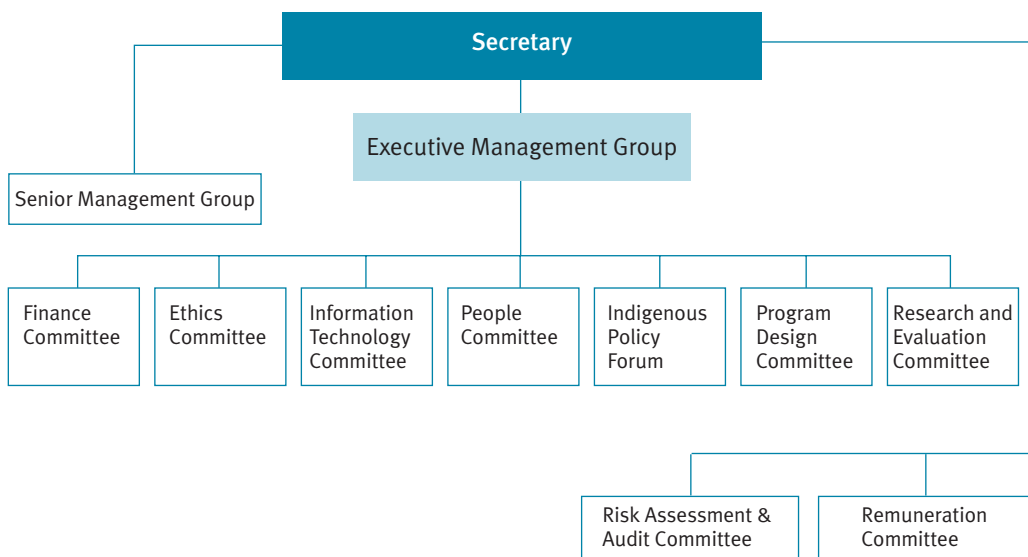 Secretary
Executive Management Group
Senior Management Group
Finance
Committee
Ethics
Committee
Information
Technology
Committee
People
Committee
Indigenous
Policy
Forum
Program
Design
Committee
Research and
Evaluation
Committee
Risk Assessment &
Audit Committee
Remuneration
Committee